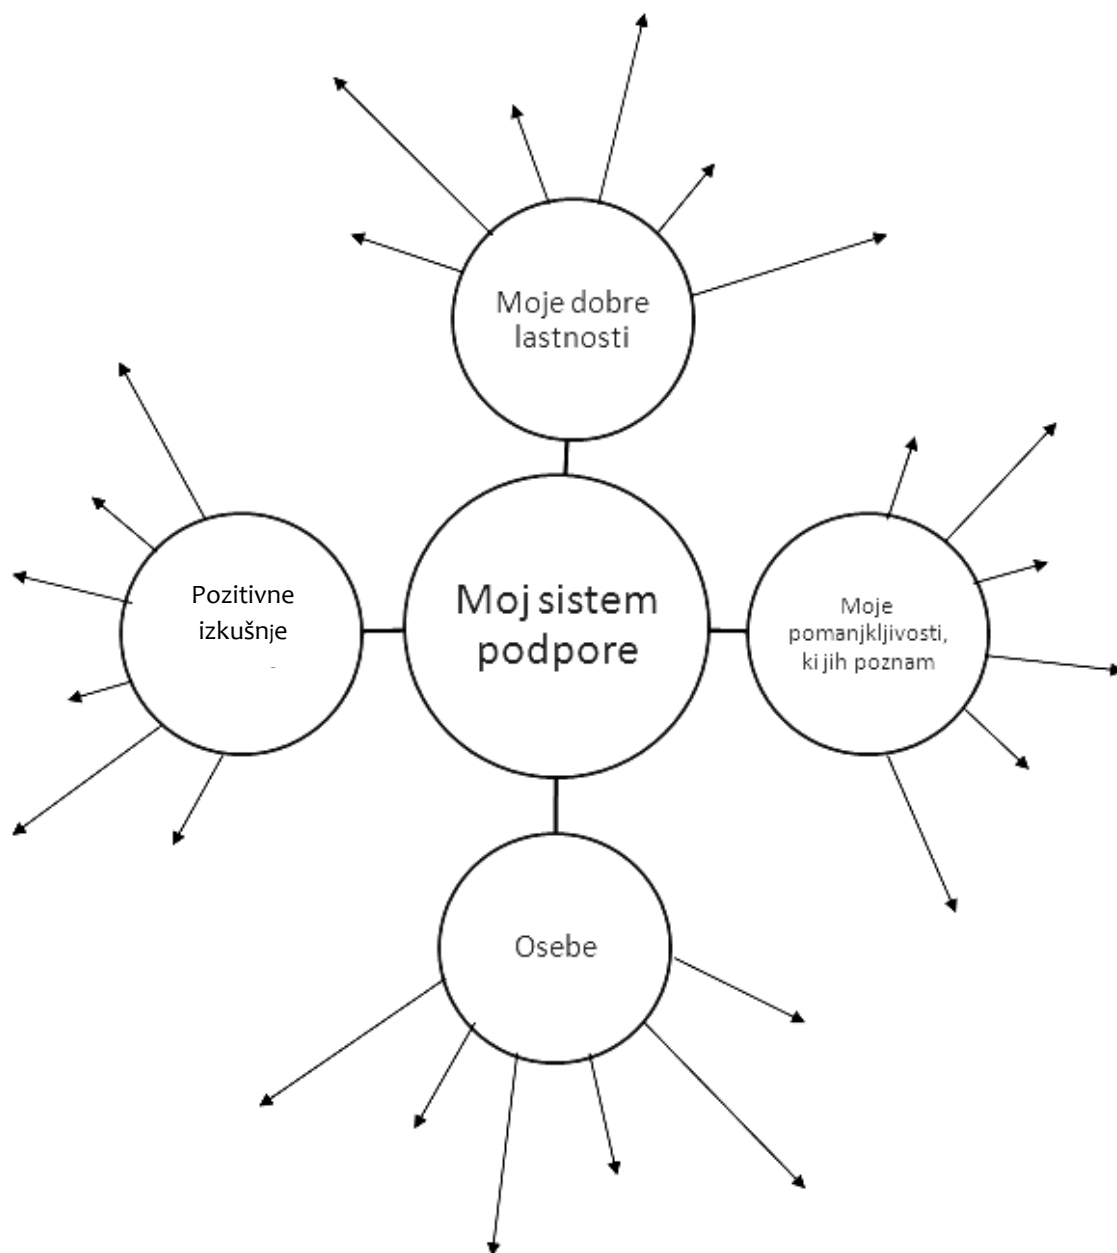 Moje dobre
lastnosti
Pozitivne
izkušnje
Moj sistem
podpore
Moje
pomanjkljivosti,
ki jih poznam
Osebe